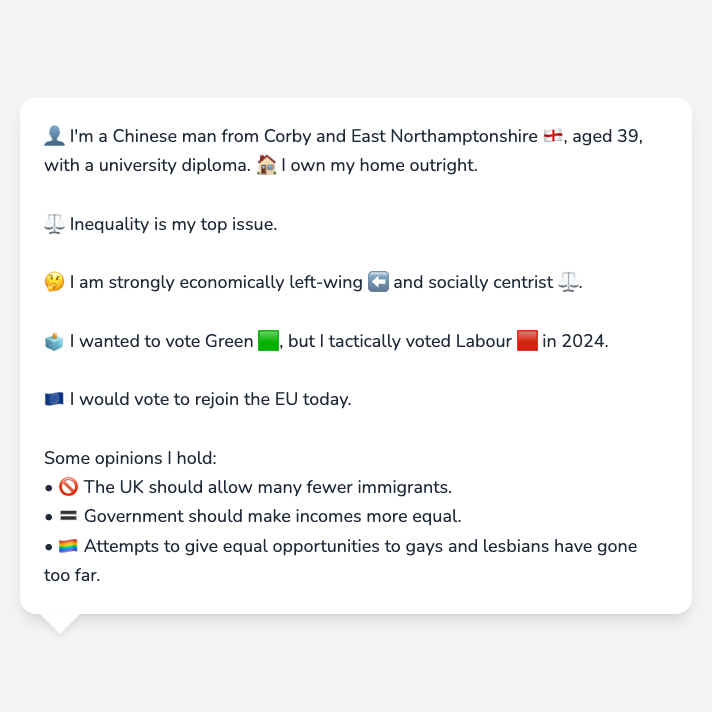 👤 I'm a Chinese man from Corby and East Northamptonshire 🏴󠁧󠁢󠁥󠁮󠁧󠁿, aged 39,
with a university diploma. 🏠 I own my home outright.
⚖️ Inequality is my top issue.
🤔 I am strongly economically left-wing ⬅️ and socially centrist ⚖️.
🗳️ I wanted to vote Green 🟩, but I tactically voted Labour 🟥 in 2024.
🇪🇺 I would vote to rejoin the EU today.
Some opinions I hold:
• 🚫 The UK should allow many fewer immigrants.
• 🟰 Government should make incomes more equal.
• 🏳️‍🌈 Attempts to give equal opportunities to gays and lesbians have gone
too far.